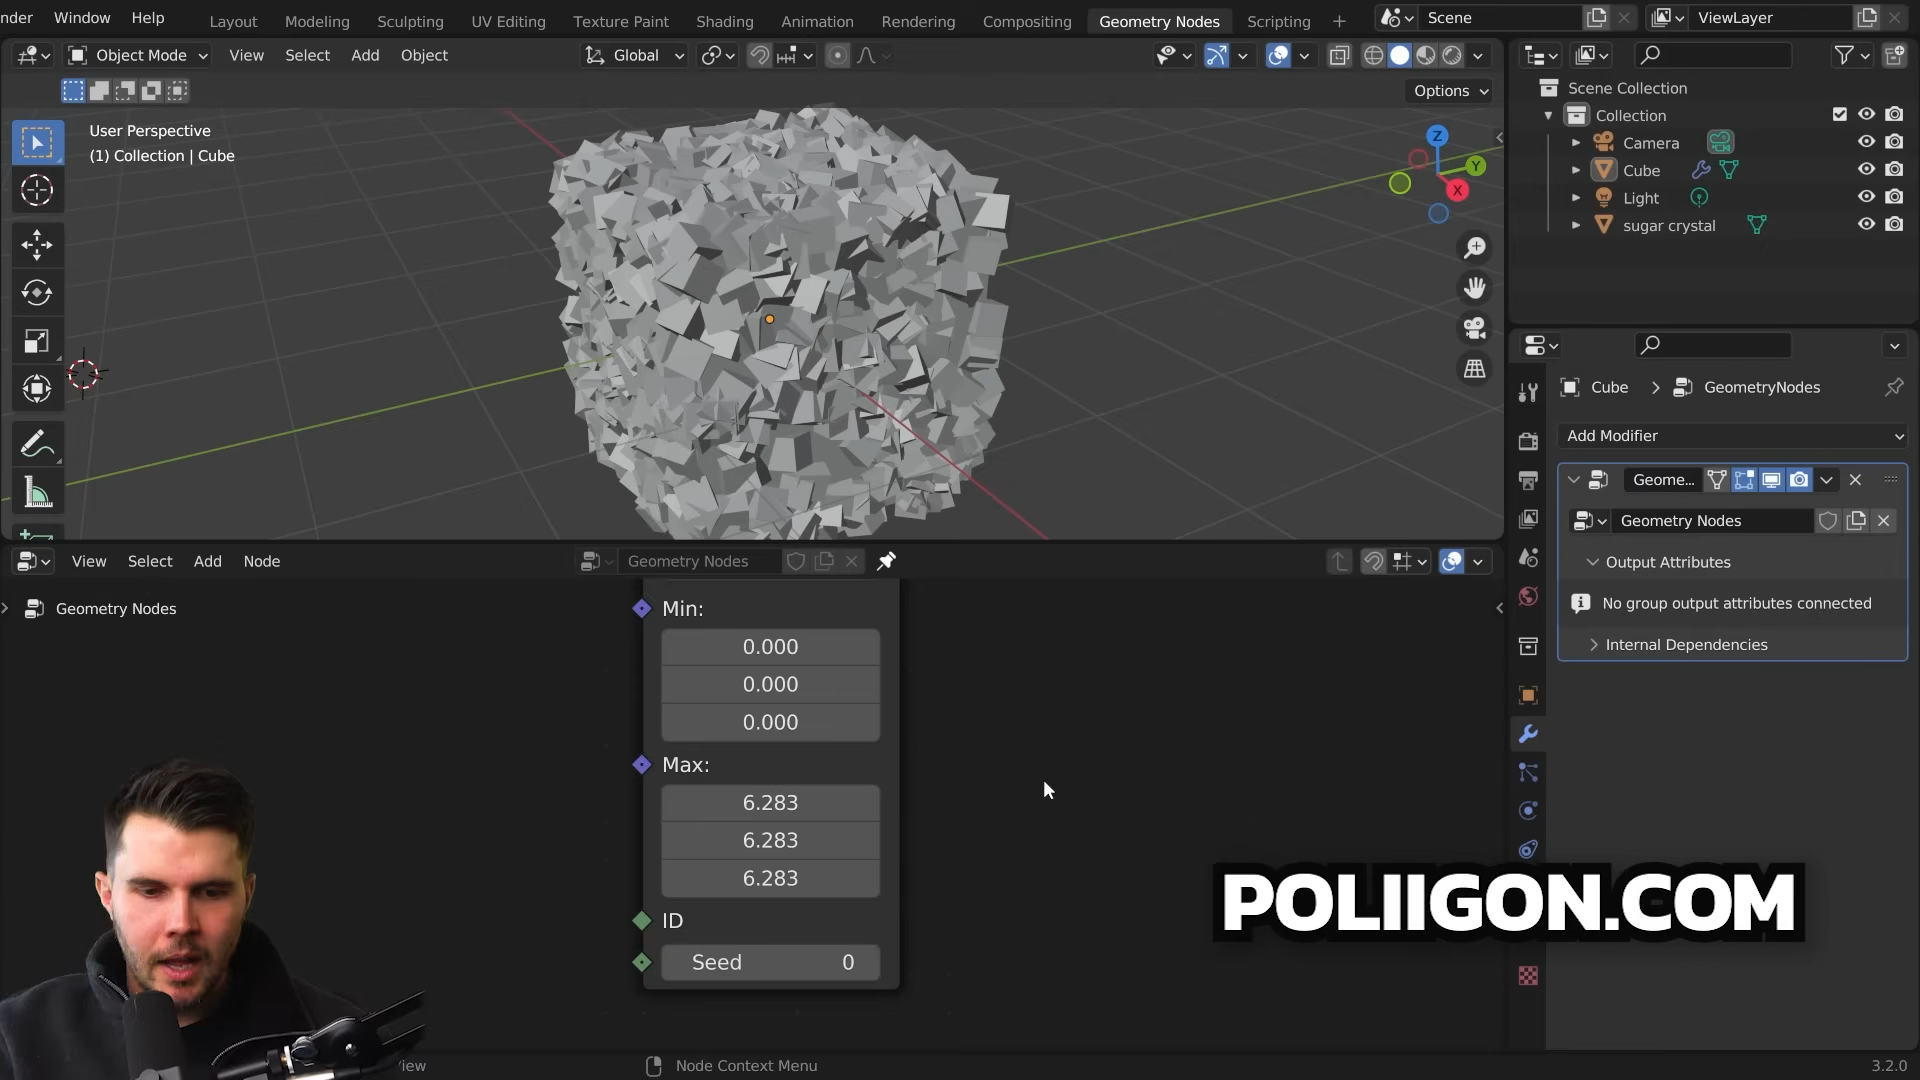 nder Window Help Layout Modeling Sculpting UV Editing Texture Paint Shading Animation Rendering Compositing Geometry Nodes Scripting + Scene ViewLayer
Object Mode View Select Add Object Global
Options
User Perspective
(1) Collection | Cube
Z
Y
X
Scene Collection
Collection
Camera
Cube
Light
sugar crystal
Cube > GeometryNodes
Add Modifier
Geome...
Geometry Nodes
Output Attributes
No group output attributes connected
Internal Dependencies
View Select Add Node Geometry Nodes
Geometry Nodes
Min:
0.000
0.000
0.000
Max:
6.283
6.283
6.283
ID
Seed 0
POLIIGON.COM
iew Node Context Menu 3.2.0